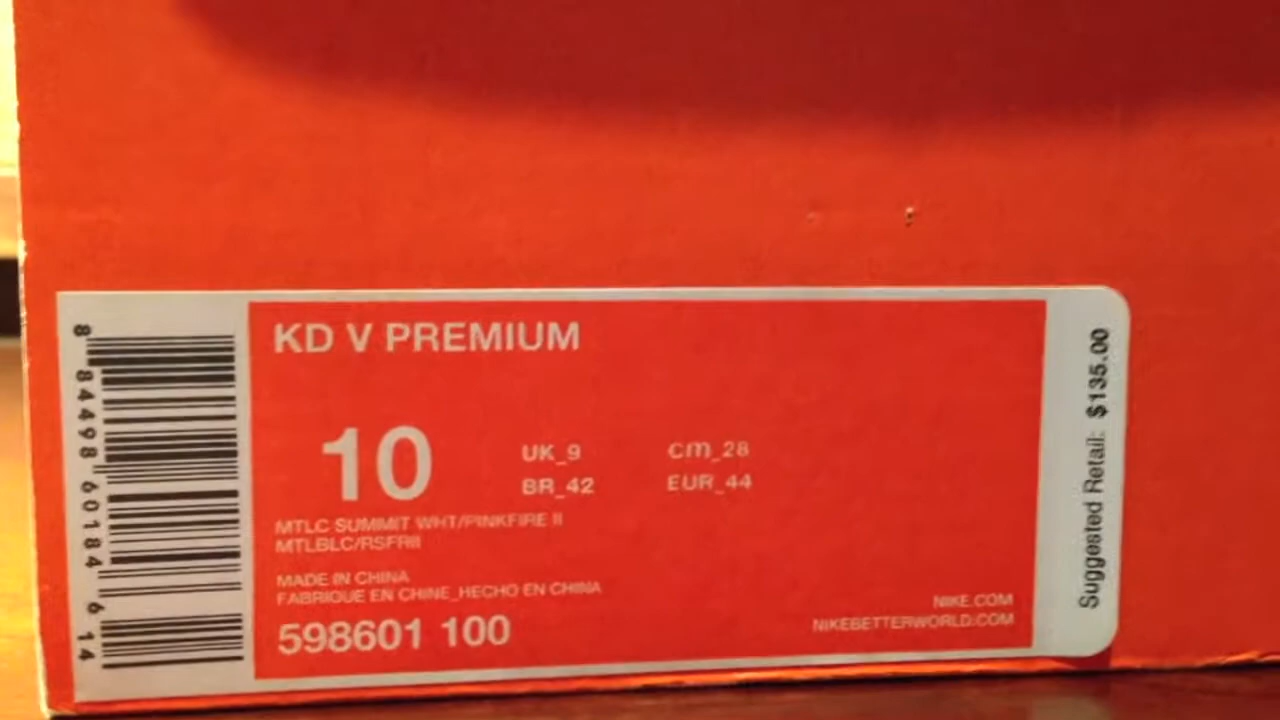 KD V PREMIUM
10
UK_9
cm_28
BR_42
EUR_44
MTLC SUMMIT WHT/PINKFIRE II
MTLBLC/RSFRII
MADE IN CHINA
FABRIQUE EN CHINE_HECHO EN CHINA
598601 100
NIKE.COM
NIKEBETTERWORLD.COM
8 84498 60184 6 14
Suggested Retail: $135.00